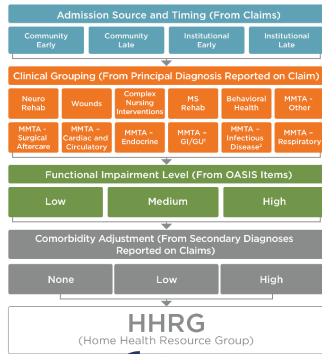 Admission Source and Timing (From Claims)
Community Early
Community Late
Institutional Early
Institutional Late
Clinical Grouping (From Principal Diagnosis Reported on Claim)
Neuro Rehab
Wounds
Complex Nursing Interventions
MS Rehab
Behavioral Health
MMTA - Other
MMTA - Surgical Aftercare
MMTA – Cardiac and Circulatory
MMTA – Endocrine
MMTA – GI/GU¹
MMTA – Infectious Disease²
MMTA – Respiratory
Functional Impairment Level (From OASIS Items)
Low
Medium
High
Comorbidity Adjustment (From Secondary Diagnoses
Reported on Claims)
None
Low
High
HHRG
(Home Health Resource Group)